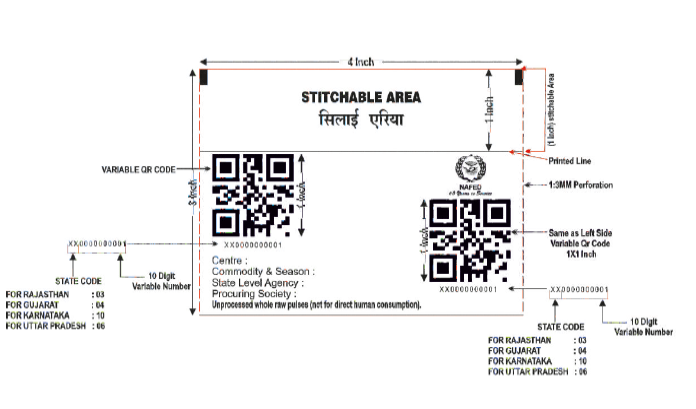 4 Inch
STITCHABLE AREA
सिलाई एरिया
1 Inch
(1 Inch) stitchable Area
Printed Line
VARIABLE QR CODE
3 Inch
1 Inch
NAFED
1:3MM Perforation
XX0000000001
1 Inch
Same as Left Side
Variable Qr Code
1X1 Inch
XX0000000001
Centre :
Commodity & Season :
State Level Agency :
Procuring Society :
Unprocessed whole raw pulses (not for direct human consumption).
XX0000000001
STATE CODE
10 Digit
Variable Number
FOR RAJASTHAN : 03
FOR GUJARAT : 04
FOR KARNATAKA : 10
FOR UTTAR PRADESH : 06
XX0000000001
STATE CODE
10 Digit
Variable Number
FOR RAJASTHAN : 03
FOR GUJARAT : 04
FOR KARNATAKA : 10
FOR UTTAR PRADESH : 06